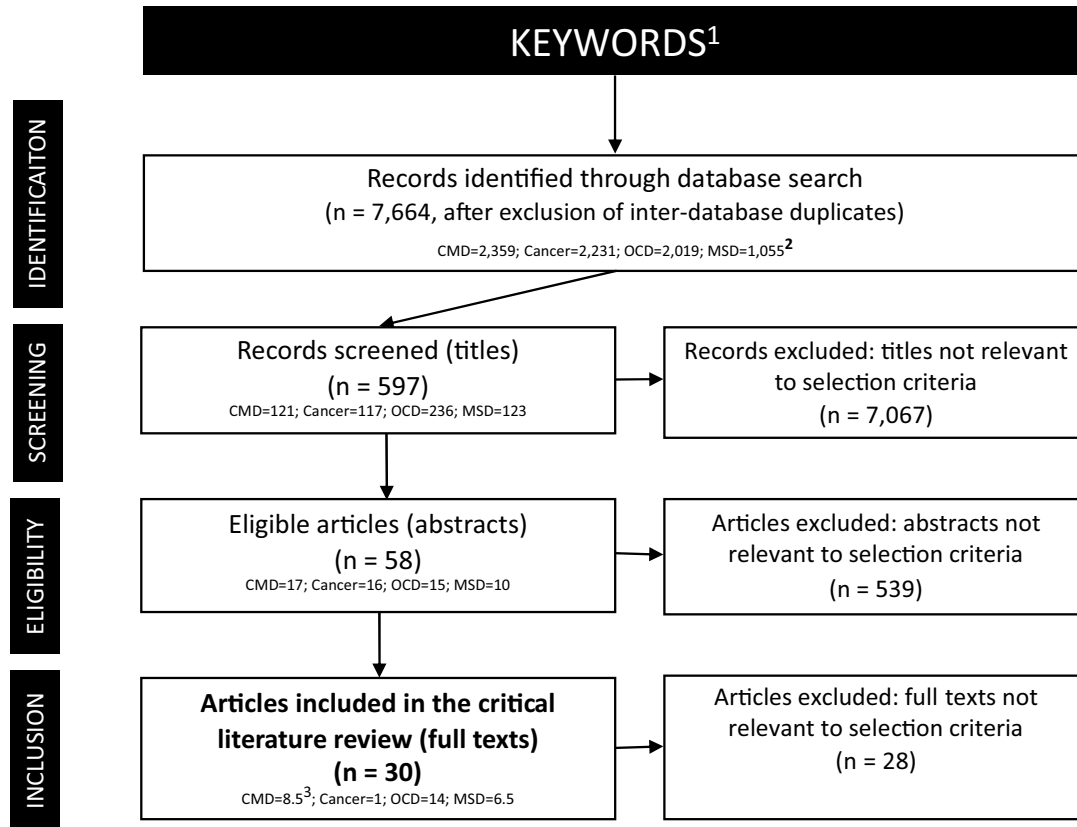 KEYWORDS1
IDENTIFICAITON
Records identified through database search
(n = 7,664, after exclusion of inter-database duplicates)
CMD=2,359; Cancer=2,231; OCD=2,019; MSD=1,0552
SCREENING
Records screened (titles)
(n = 597)
CMD=121; Cancer=117; OCD=236; MSD=123
Records excluded: titles not relevant
to selection criteria
(n = 7,067)
ELIGIBILITY
Eligible articles (abstracts)
(n = 58)
CMD=17; Cancer=16; OCD=15; MSD=10
Articles excluded: abstracts not
relevant to selection criteria
(n = 539)
INCLUSION
Articles included in the critical
literature review (full texts)
(n = 30)
CMD=8.53; Cancer=1; OCD=14; MSD=6.5
Articles excluded: full texts not
relevant to selection criteria
(n = 28)